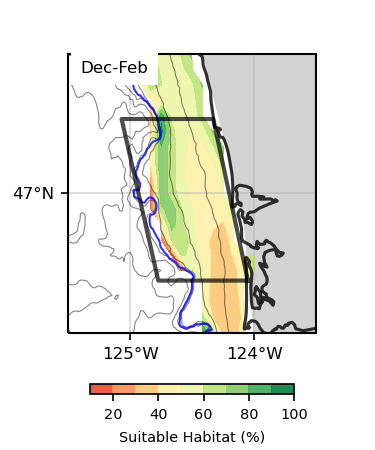 Dec-Feb
47°N
125°W 124°W
20 40 60 80 100
Suitable Habitat (%)